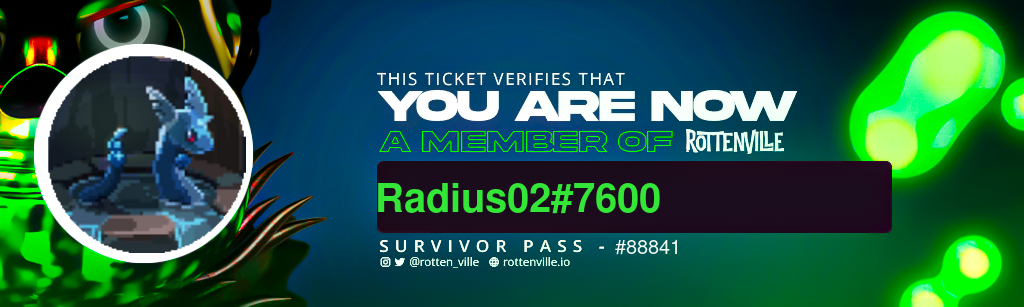 THIS TICKET VERIFIES THAT
YOU ARE NOW
A MEMBER OF ROTTENVILLE
Radius02#7600
SURVIVOR PASS - #88841
@rotten_ville rottenville.io